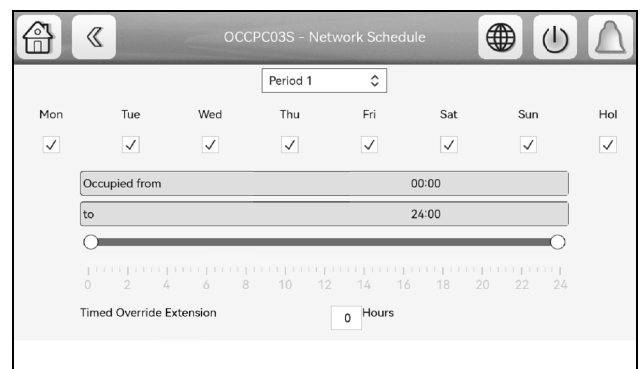 OCCPC03S - Network Schedule
Period 1
Mon Tue Wed Thu Fri Sat Sun Hol
Occupied from 00:00
to 24:00
0 2 4 6 8 10 12 14 16 18 20 22 24
Timed Override Extension 0 Hours